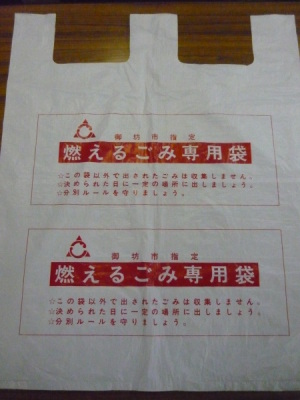 御坊市指定
燃えるごみ専用袋
☆この袋以外で出されたごみは収集しません。
☆決められた日に一定の場所に出しましょう。
☆分別ルールを守りましょう。
御坊市指定
燃えるごみ専用袋
☆この袋以外で出されたごみは収集しません。
☆決められた日に一定の場所に出しましょう。
☆分別ルールを守りましょう。